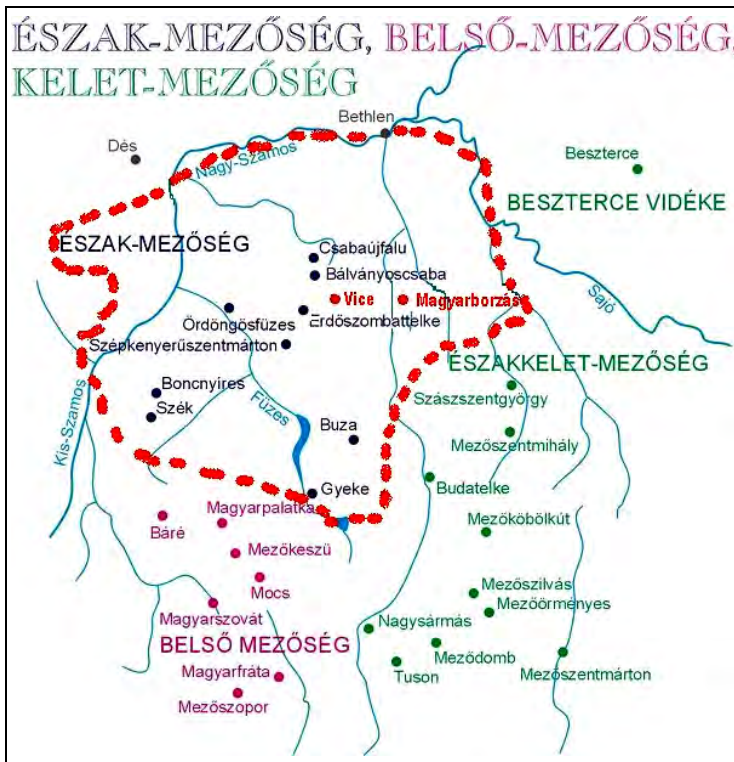 ÉSZAK-MEZŐSÉG, BELSŐ-MEZŐSÉG,
KELET-MEZŐSÉG
Bethlen
Dés
Nagy-Szamos
Beszterce
BESZTERCE VIDÉKE
ÉSZAK-MEZŐSÉG
Csabaújfalu
Bálványoscsaba
Vice
Magyarborzás
Sajó
Ördöngösfüzes
Erdőszombattelke
Szépkenyerűszentmárton
ÉSZAKKELET-MEZŐSÉG
Boncnyíres
Szászszentgyörgy
Szék
Füzes
Kis-Szamos
Buza
Mezőszentmihály
Budatelke
Gyeke
Magyarpalatka
Báré
Mezőköbölkút
Mezőkeszü
Mocs
Mezőszilvás
Mezőörményes
Magyarszovát
Nagysármás
BELSŐ MEZŐSÉG
Meződomb
Magyarfráta
Tuson
Mezőszentmárton
Mezőszopor